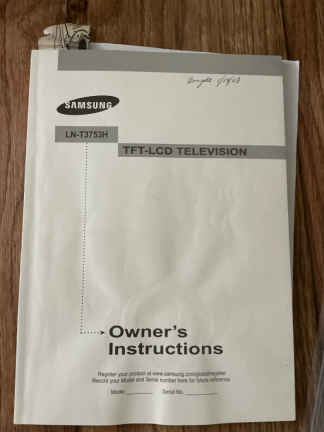 Bought
SAMSUNG
LN-T3753H
TFT-LCD TELEVISION
Owner's
Instructions
Register your product at www.samsung.com/global/register
Record your Model and Serial number here for future reference.
Model Serial No.